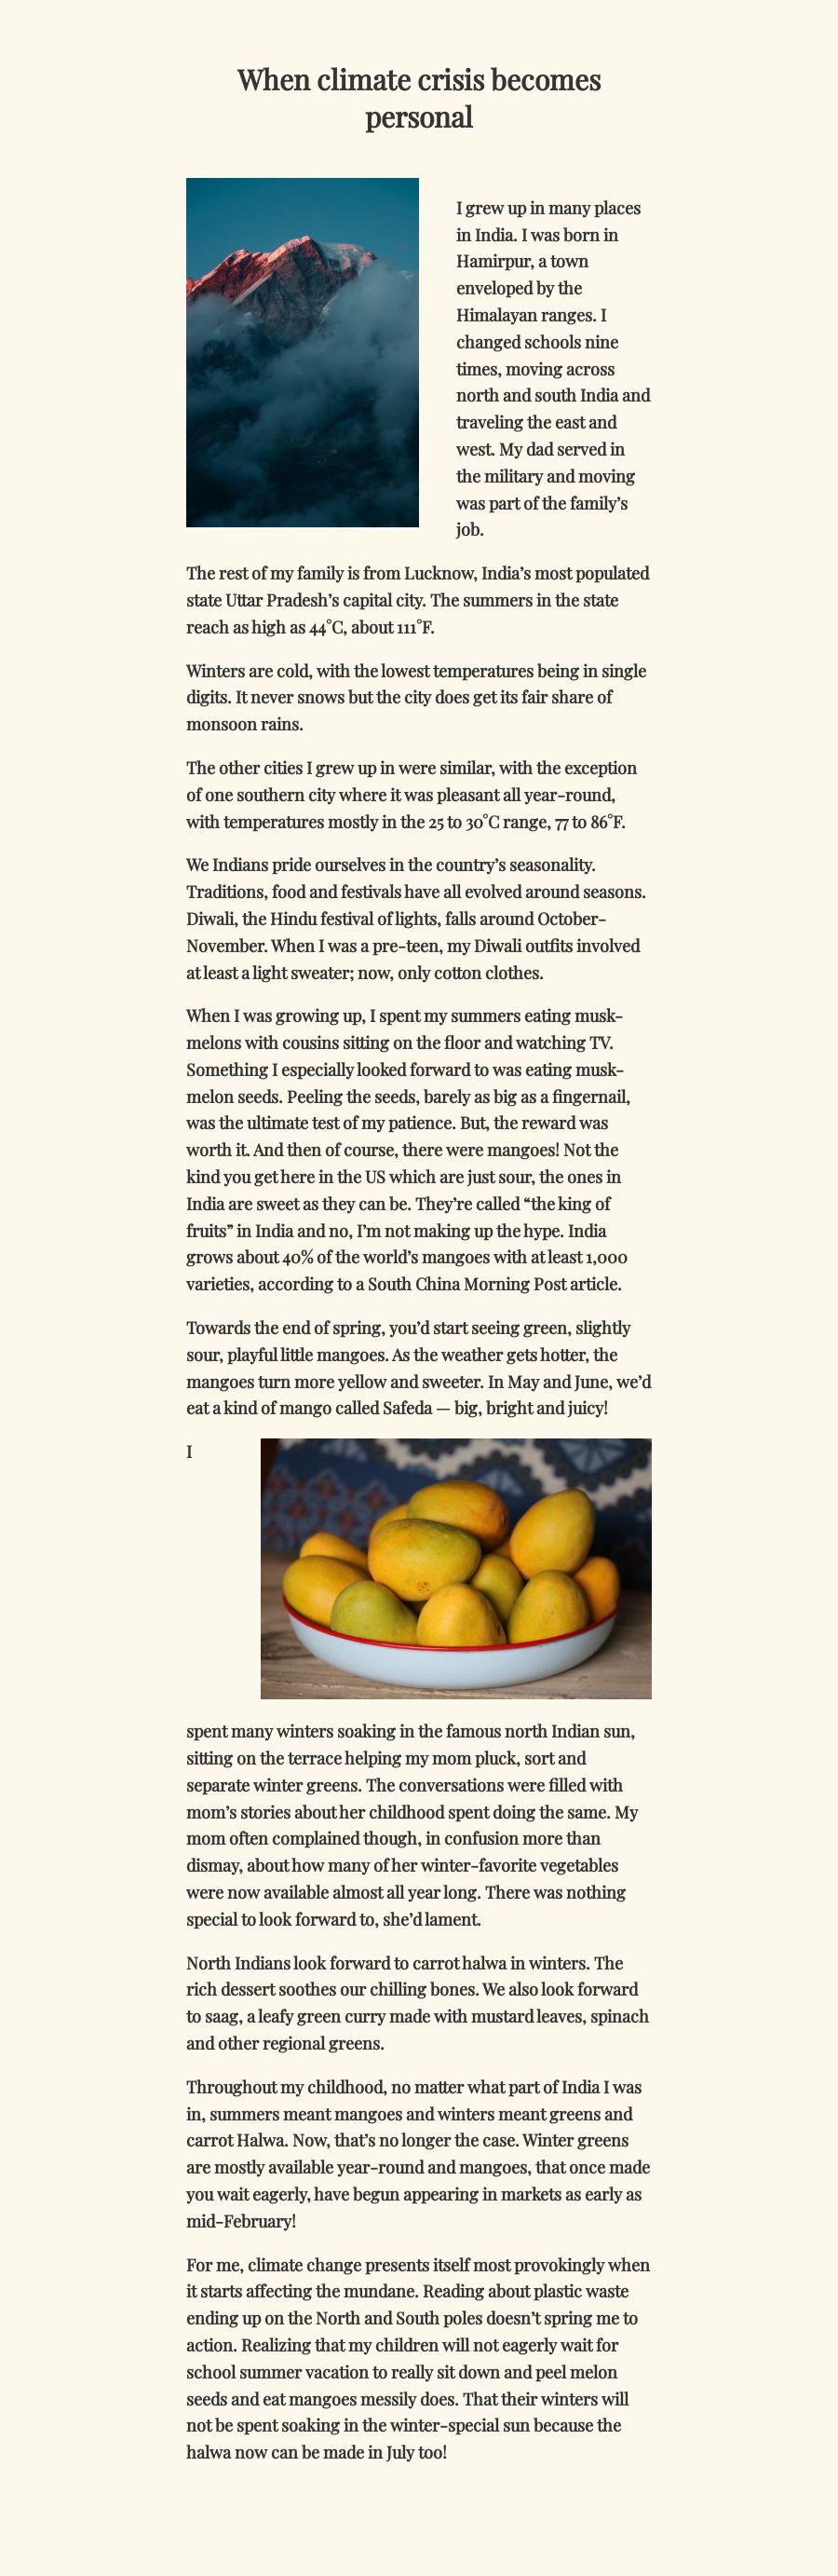 When climate crisis becomes
personal
I grew up in many places
in India. I was born in
Hamirpur, a town
enveloped by the
Himalayan ranges. I
changed schools nine
times, moving across
north and south India and
traveling the east and
west. My dad served in
the military and moving
was part of the family’s
job.
The rest of my family is from Lucknow, India’s most populated
state Uttar Pradesh’s capital city. The summers in the state
reach as high as 44°C, about 111°F.
Winters are cold, with the lowest temperatures being in single
digits. It never snows but the city does get its fair share of
monsoon rains.
The other cities I grew up in were similar, with the exception
of one southern city where it was pleasant all year-round,
with temperatures mostly in the 25 to 30°C range, 77 to 86°F.
We Indians pride ourselves in the country’s seasonality.
Traditions, food and festivals have all evolved around seasons.
Diwali, the Hindu festival of lights, falls around October-
November. When I was a pre-teen, my Diwali outfits involved
at least a light sweater; now, only cotton clothes.
When I was growing up, I spent my summers eating musk-
melons with cousins sitting on the floor and watching TV.
Something I especially looked forward to was eating musk-
melon seeds. Peeling the seeds, barely as big as a fingernail,
was the ultimate test of my patience. But, the reward was
worth it. And then of course, there were mangoes! Not the
kind you get here in the US which are just sour, the ones in
India are sweet as they can be. They’re called “the king of
fruits” in India and no, I’m not making up the hype. India
grows about 40% of the world’s mangoes with at least 1,000
varieties, according to a South China Morning Post article.
Towards the end of spring, you’d start seeing green, slightly
sour, playful little mangoes. As the weather gets hotter, the
mangoes turn more yellow and sweeter. In May and June, we’d
eat a kind of mango called Safeda — big, bright and juicy!
I
spent many winters soaking in the famous north Indian sun,
sitting on the terrace helping my mom pluck, sort and
separate winter greens. The conversations were filled with
mom’s stories about her childhood spent doing the same. My
mom often complained though, in confusion more than
dismay, about how many of her winter-favorite vegetables
were now available almost all year long. There was nothing
special to look forward to, she’d lament.
North Indians look forward to carrot halwa in winters. The
rich dessert soothes our chilling bones. We also look forward
to saag, a leafy green curry made with mustard leaves, spinach
and other regional greens.
Throughout my childhood, no matter what part of India I was
in, summers meant mangoes and winters meant greens and
carrot Halwa. Now, that’s no longer the case. Winter greens
are mostly available year-round and mangoes, that once made
you wait eagerly, have begun appearing in markets as early as
mid-February!
For me, climate change presents itself most provokingly when
it starts affecting the mundane. Reading about plastic waste
ending up on the North and South poles doesn’t spring me to
action. Realizing that my children will not eagerly wait for
school summer vacation to really sit down and peel melon
seeds and eat mangoes messily does. That their winters will
not be spent soaking in the winter-special sun because the
halwa now can be made in July too!